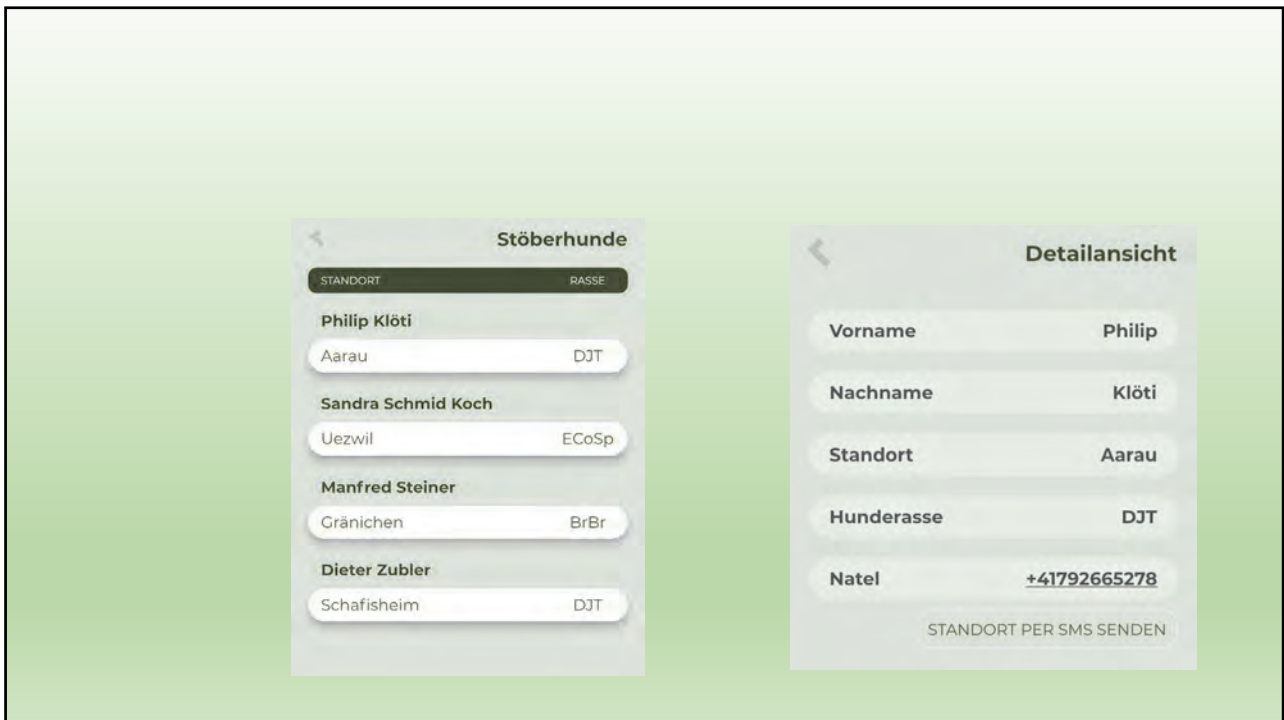 Stöberhunde
STANDORT RASSE
Philip Klöti
Aarau DJT
Sandra Schmid Koch
Uezwil ECoSp
Manfred Steiner
Gränichen BrBr
Dieter Zubler
Schafisheim DJT
Detailansicht
Vorname Philip
Nachname Klöti
Standort Aarau
Hunderasse DJT
Natel +41792665278
STANDORT PER SMS SENDEN